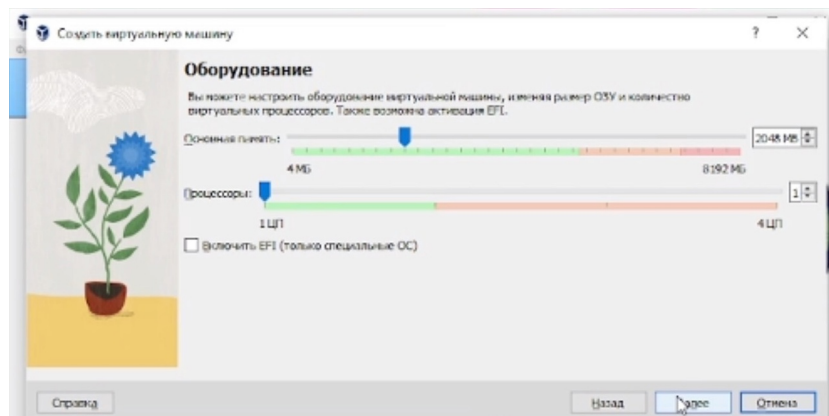 Создать виртуальную машину
Оборудование
Вы можете настроить оборудование виртуальной машины, изменяя размер ОЗУ и количество
виртуальных процессоров. Также возможна активация EFI.
Основная память:
2048 МБ
4 МБ
8192 МБ
Процессоры:
1
1 ЦП
4 ЦП
Включить EFI (только специальные ОС)
Справка
Назад
Далее
Отмена